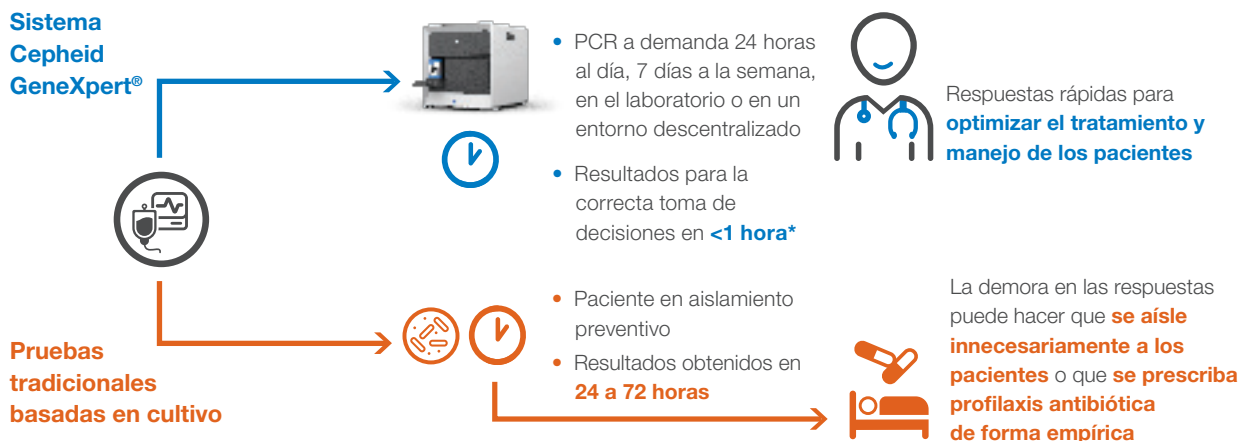 Sistema
Cepheid
GeneXpert®
• PCR a demanda 24 horas
al día, 7 días a la semana,
en el laboratorio o en un
entorno descentralizado
• Resultados para la
correcta toma de
decisiones en <1 hora*
Respuestas rápidas para
optimizar el tratamiento y
manejo de los pacientes
Pruebas
tradicionales
basadas en cultivo
• Paciente en aislamiento
preventivo
• Resultados obtenidos en
24 a 72 horas
La demora en las respuestas
puede hacer que se aísle
innecesariamente a los
pacientes o que se prescriba
profilaxis antibiótica
de forma empírica